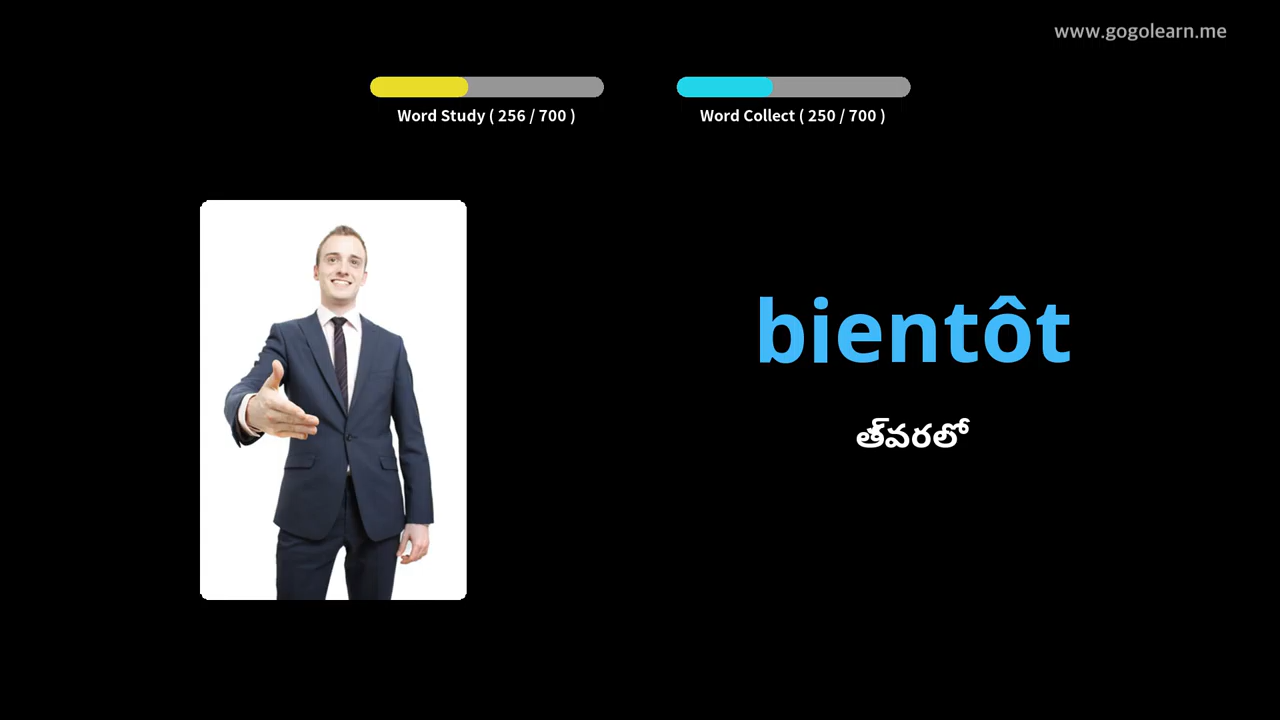 www.gogolearn.me
Word Study ( 256 / 700 )
Word Collect ( 250 / 700 )
bientôt
త్వరలో